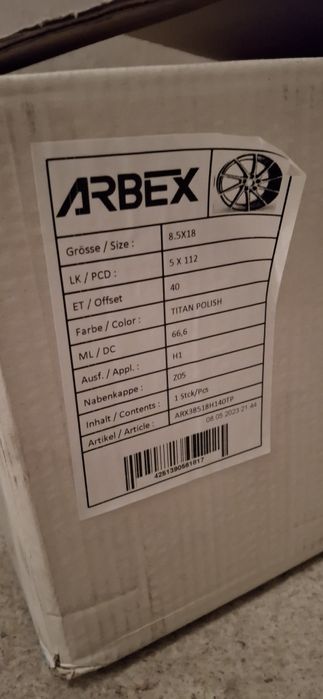 ARBEX
Grösse / Size : 8.5X18
LK / PCD : 5 X 112
ET / Offset 40
Farbe / Color : TITAN POLISH
ML / DC 66,6
Ausf. / Appl. : H1
Nabenkappe : Z05
Inhalt / Contents : 1 Stck/Pcs
Artikel / Article : ARX38518H140TP
08.05.2023 21:44
4251390581817